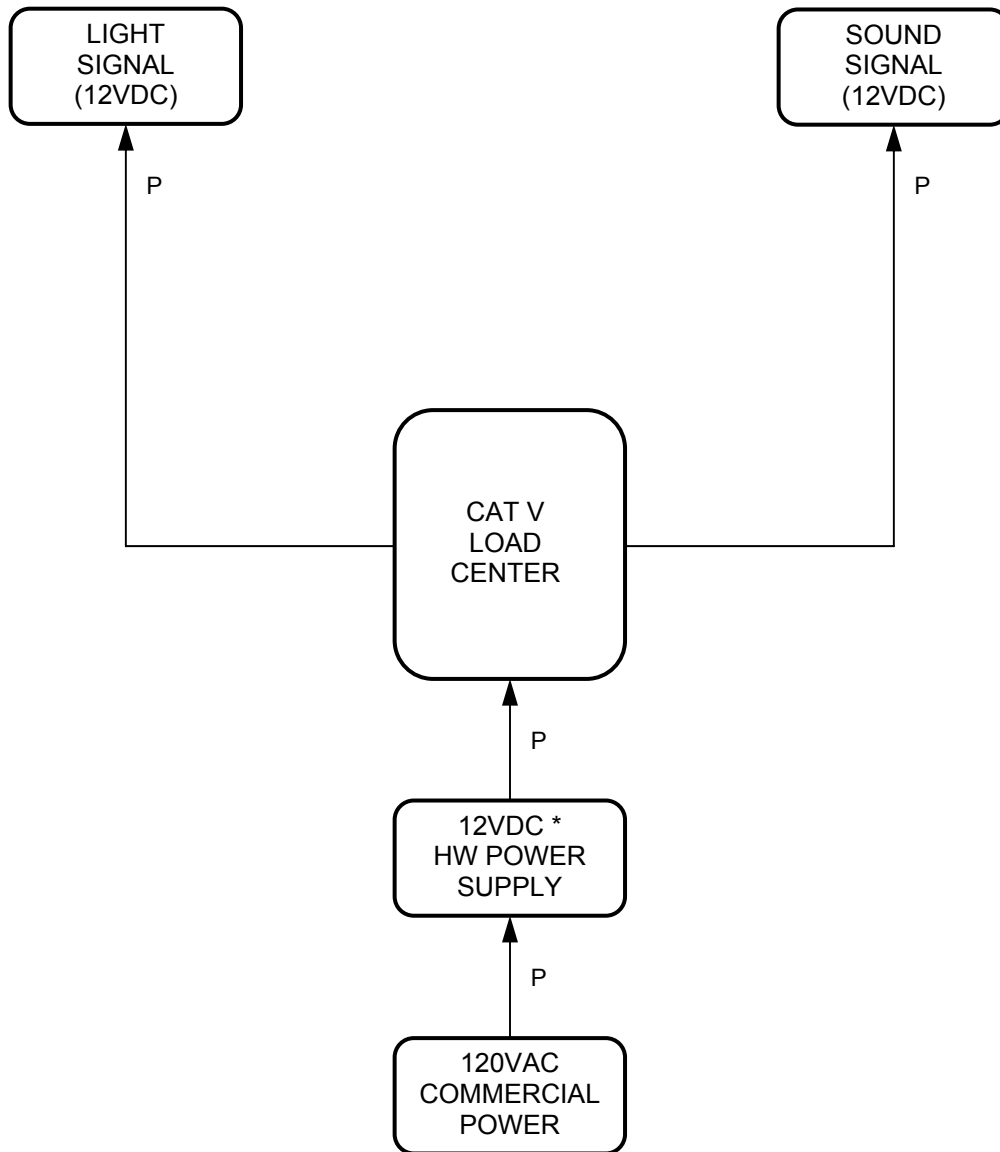 LIGHT
SIGNAL
(12VDC)
SOUND
SIGNAL
(12VDC)
P
P
CAT V
LOAD
CENTER
P
12VDC *
HW POWER
SUPPLY
P
120VAC
COMMERCIAL
POWER